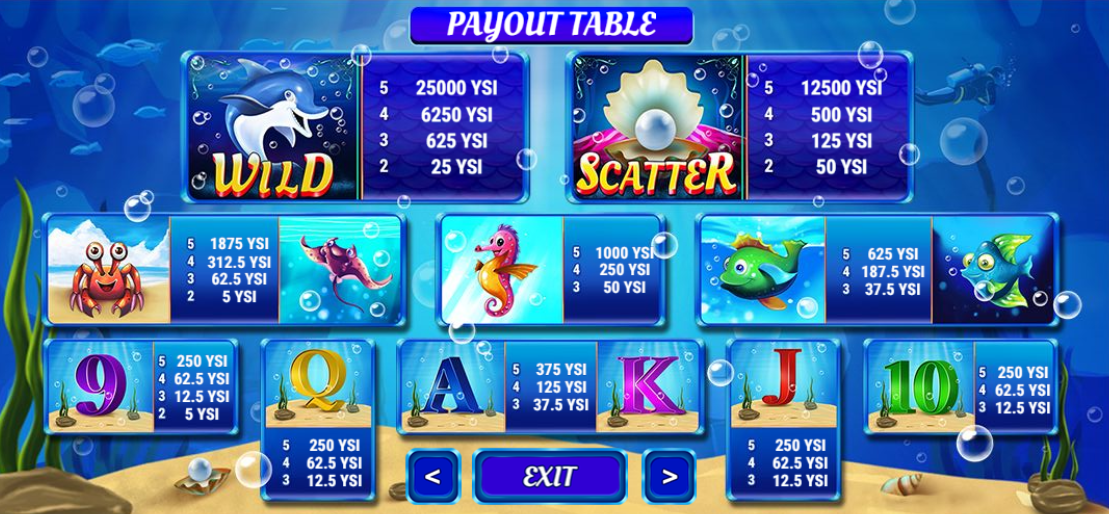 PAYOUT TABLE
WILD
5 25000 YSI
4 6250 YSI
3 625 YSI
2 25 YSI
SCATTER
5 12500 YSI
4 500 YSI
3 125 YSI
2 50 YSI
5 1875 YSI
4 312.5 YSI
3 62.5 YSI
2 5 YSI
5 1000 YSI
4 250 YSI
3 50 YSI
5 625 YSI
4 187.5 YSI
3 37.5 YSI
9
5 250 YSI
4 62.5 YSI
3 12.5 YSI
2 5 YSI
Q
5 250 YSI
4 62.5 YSI
3 12.5 YSI
A
5 375 YSI
4 125 YSI
3 37.5 YSI
K
J
5 250 YSI
4 62.5 YSI
3 12.5 YSI
10
5 250 YSI
4 62.5 YSI
3 12.5 YSI
< EXIT >